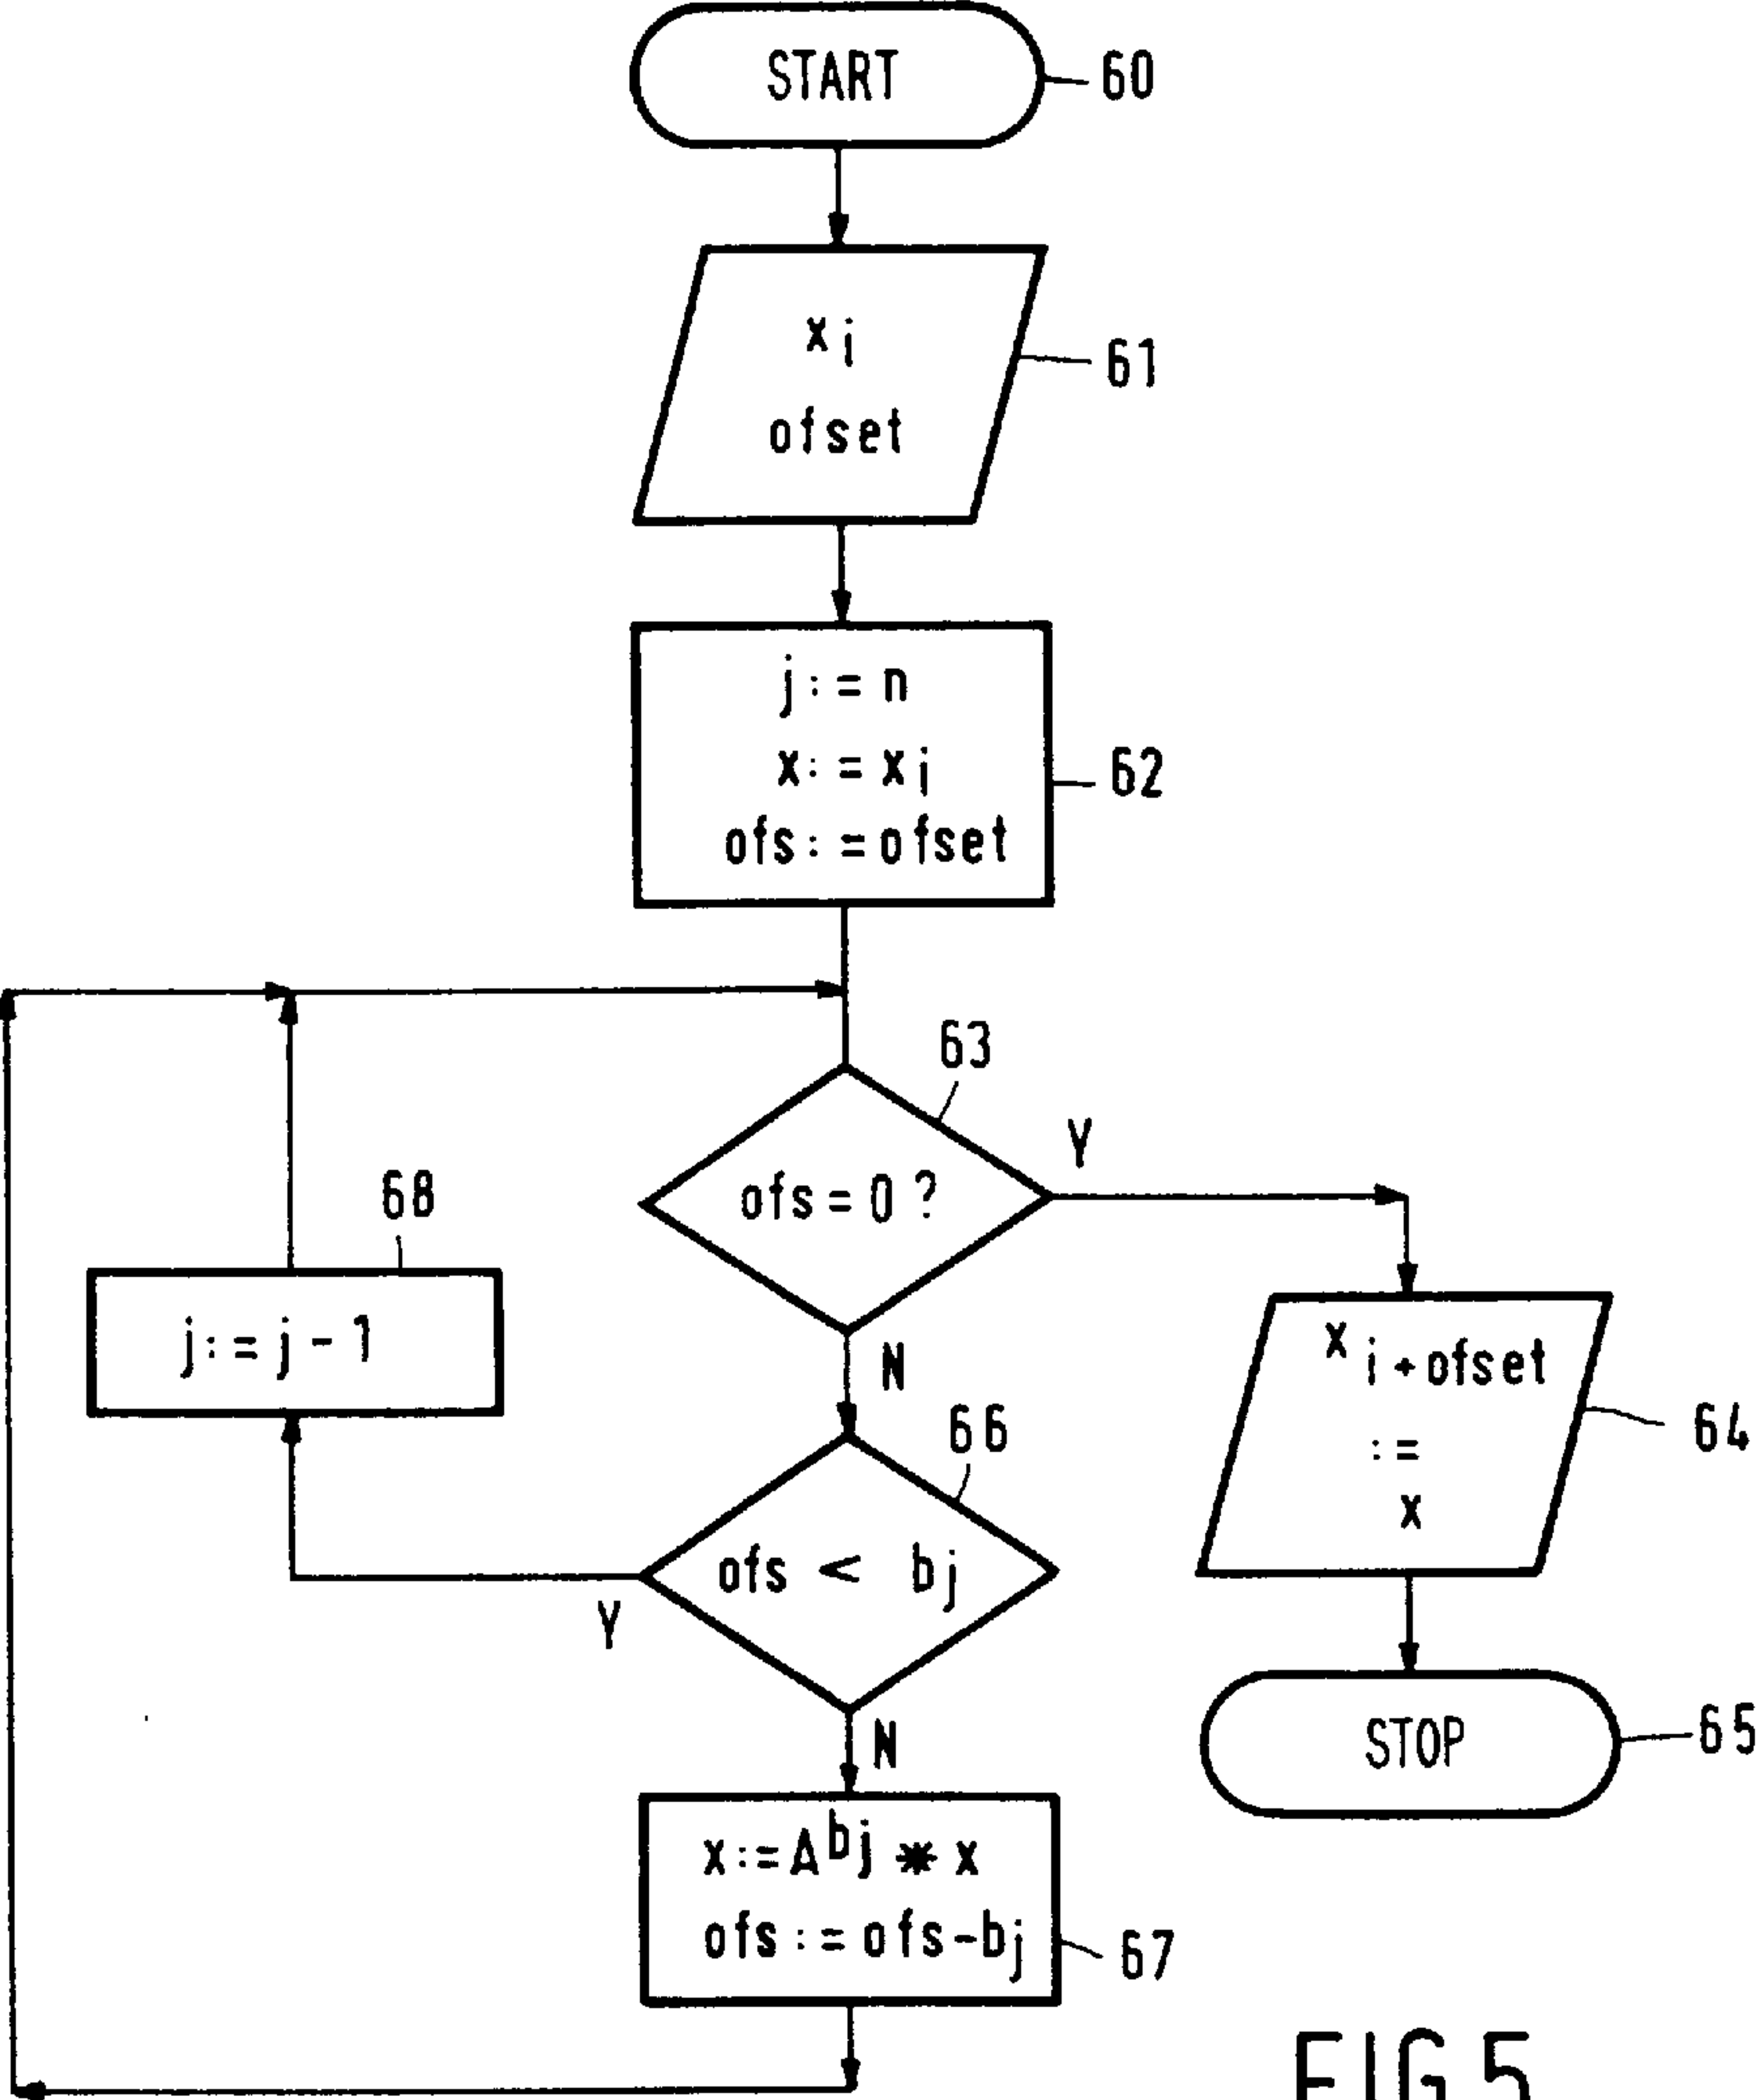 START
60
x i
ofset
61
j := n
x := x i
ofs := ofset
62
63
ofs = 0 ?
Y
N
68
j := j - 1
66
ofs < b j
Y
N
x i + ofset
:=
x
64
STOP
65
x := A b j * x
ofs := ofs - b j
67
FIG.5